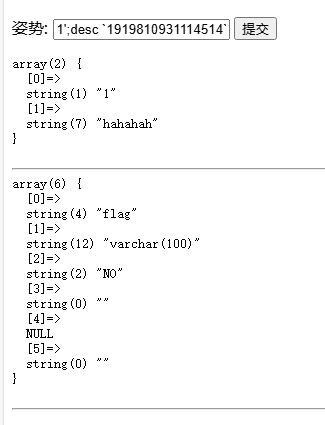 姿势: 1';desc `1919810931114514` 提交
array(2) {
  [0]=>
  string(1) "1"
  [1]=>
  string(7) "hahahah"
}
array(6) {
  [0]=>
  string(4) "flag"
  [1]=>
  string(12) "varchar(100)"
  [2]=>
  string(2) "NO"
  [3]=>
  string(0) ""
  [4]=>
  NULL
  [5]=>
  string(0) ""
}